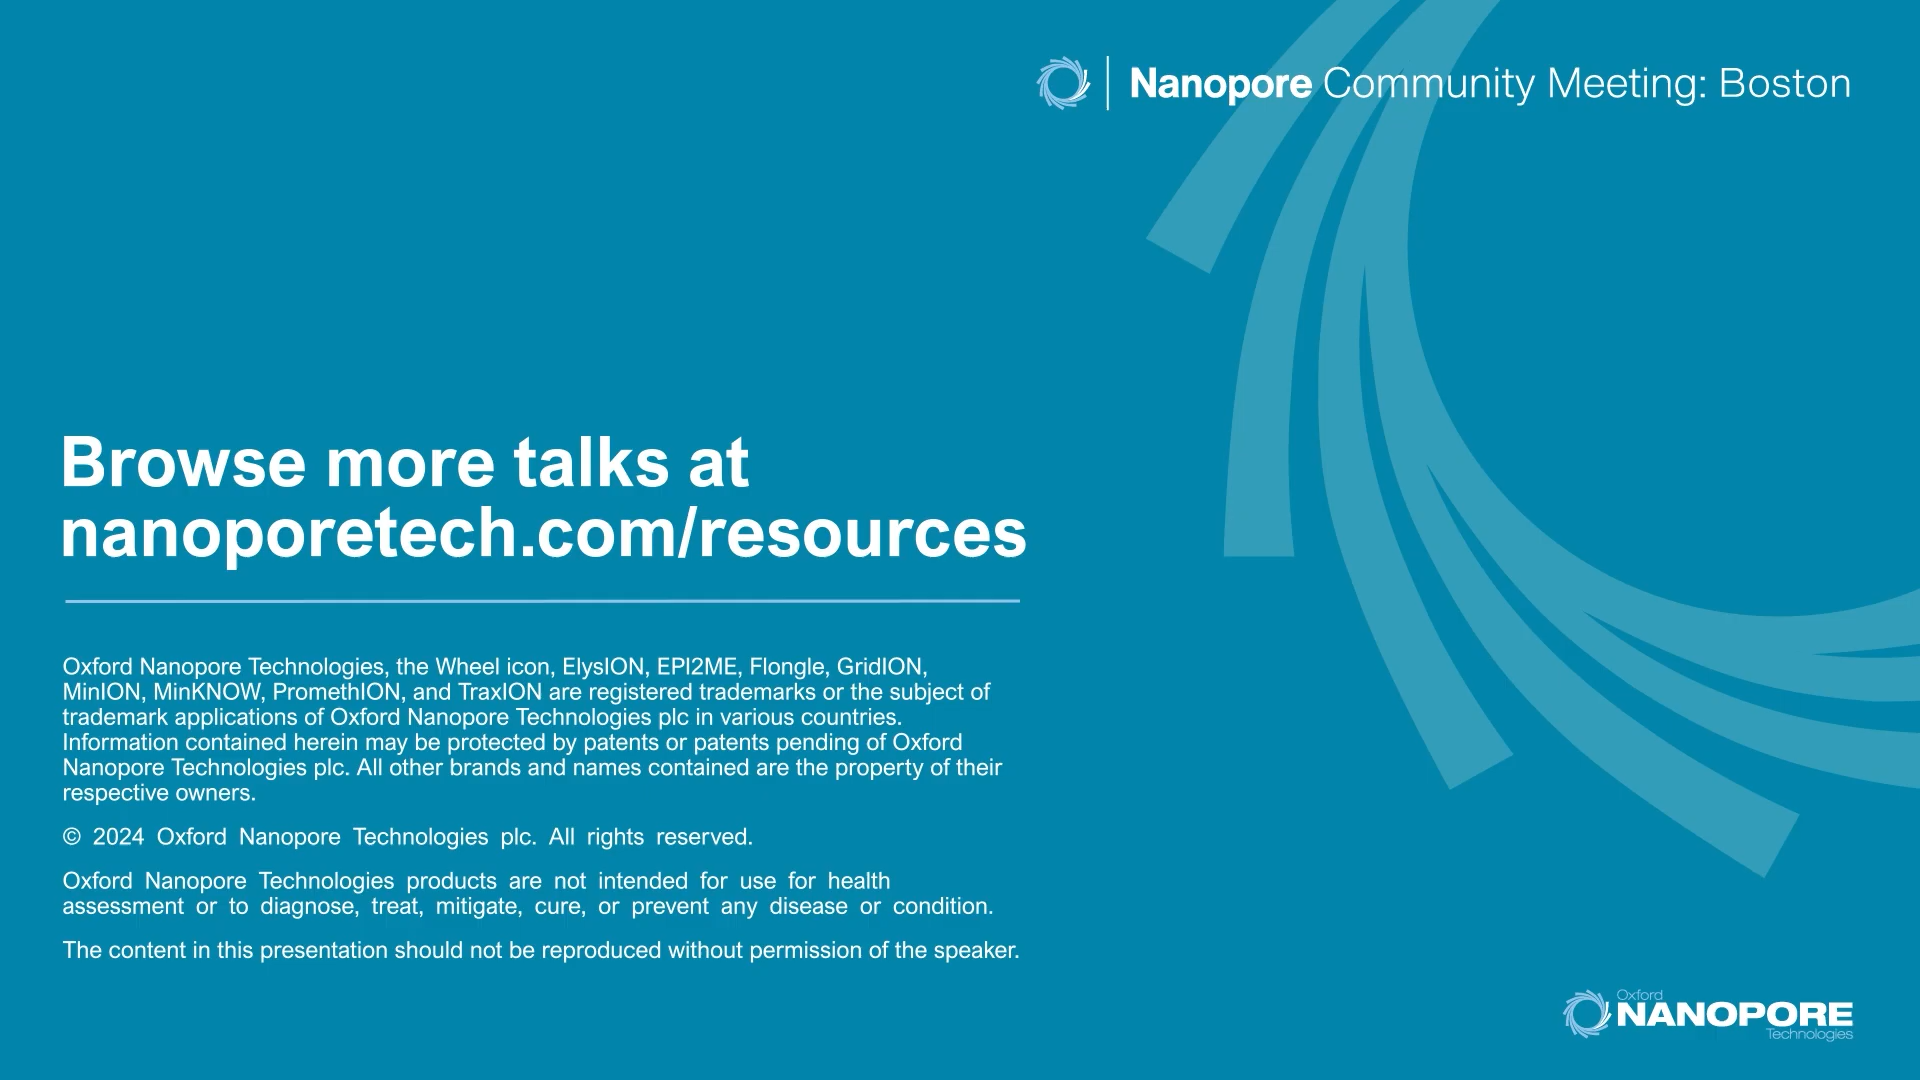 Nanopore Community Meeting: Boston
Browse more talks at
nanoporetech.com/resources
Oxford Nanopore Technologies, the Wheel icon, ElysION, EPI2ME, Flongle, GridION,
MinION, MinKNOW, PromethION, and TraxION are registered trademarks or the subject of
trademark applications of Oxford Nanopore Technologies plc in various countries.
Information contained herein may be protected by patents or patents pending of Oxford
Nanopore Technologies plc. All other brands and names contained are the property of their
respective owners.
© 2024 Oxford Nanopore Technologies plc. All rights reserved.
Oxford Nanopore Technologies products are not intended for use for health
assessment or to diagnose, treat, mitigate, cure, or prevent any disease or condition.
The content in this presentation should not be reproduced without permission of the speaker.
Oxford
NANOPORE
Technologies